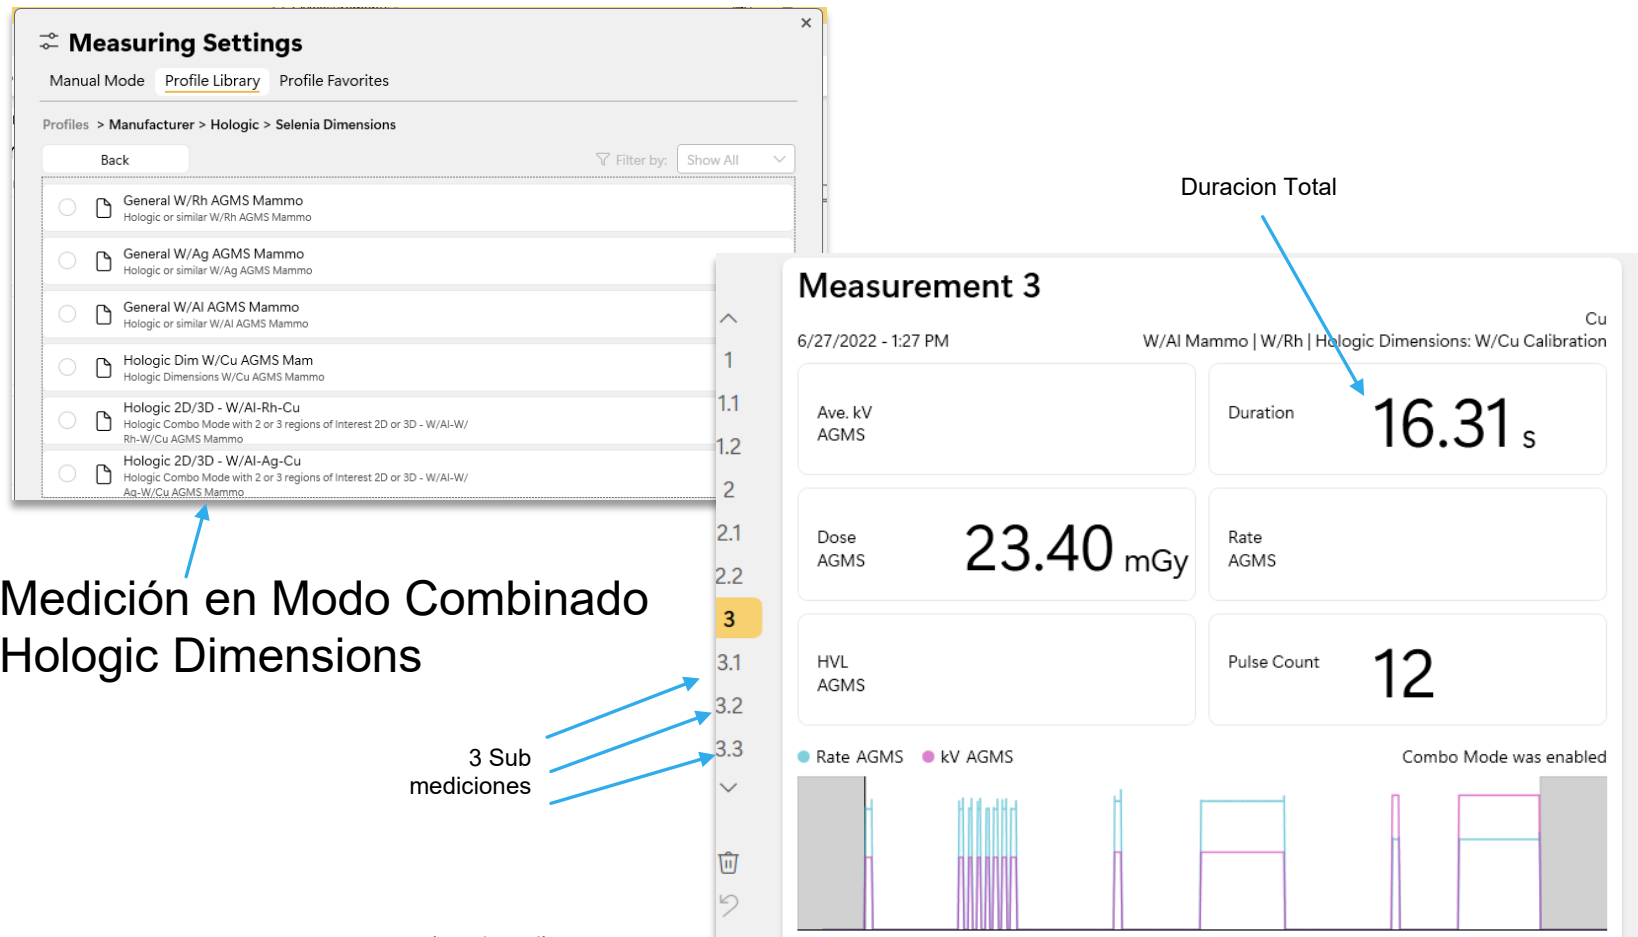 Measuring Settings
Manual Mode Profile Library Profile Favorites
Profiles > Manufacturer > Hologic > Selenia Dimensions
Back
Filter by: Show All
General W/Rh AGMS Mammo
Hologic or similar W/Rh AGMS Mammo
General W/Ag AGMS Mammo
Hologic or similar W/Ag AGMS Mammo
General W/Al AGMS Mammo
Hologic or similar W/Al AGMS Mammo
Hologic Dim W/Cu AGMS Mam
Hologic Dimensions W/Cu AGMS Mammo
Hologic 2D/3D - W/Al-Rh-Cu
Hologic Combo Mode with 2 or 3 regions of Interest 2D or 3D - W/Al-W/
Rh-W/Cu AGMS Mammo
Hologic 2D/3D - W/Al-Ag-Cu
Hologic Combo Mode with 2 or 3 regions of Interest 2D or 3D - W/Al-W/
Ag-W/Cu AGMS Mammo
Medición en Modo Combinado
Hologic Dimensions
3 Sub
mediciones
Duracion Total
1
1.1
1.2
2
2.1
2.2
3
3.1
3.2
3.3
Measurement 3
Cu
6/27/2022 - 1:27 PM
W/Al Mammo | W/Rh | Hologic Dimensions: W/Cu Calibration
Ave. kV
AGMS
Duration
16.31 s
Dose
AGMS
23.40 mGy
Rate
AGMS
HVL
AGMS
Pulse Count
12
Rate AGMS kV AGMS
Combo Mode was enabled